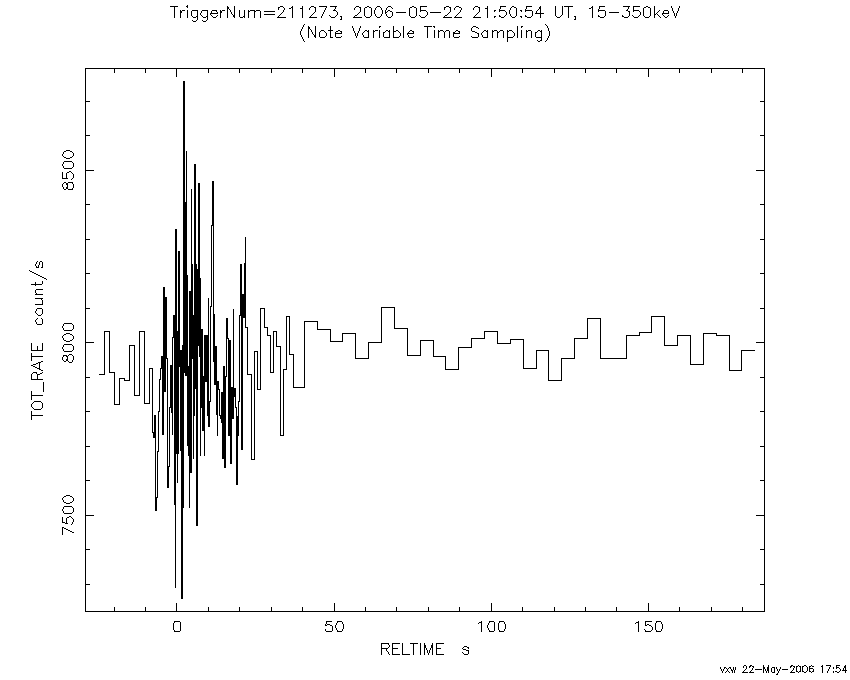 TriggerNum=211273, 2006-05-22 21:50:54 UT, 15-350keV
(Note Variable Time Sampling)
8500
8000
7500
TOT_RATE count/s
0 50 100 150
RELTIME s
vxw 22-May-2006 17:54